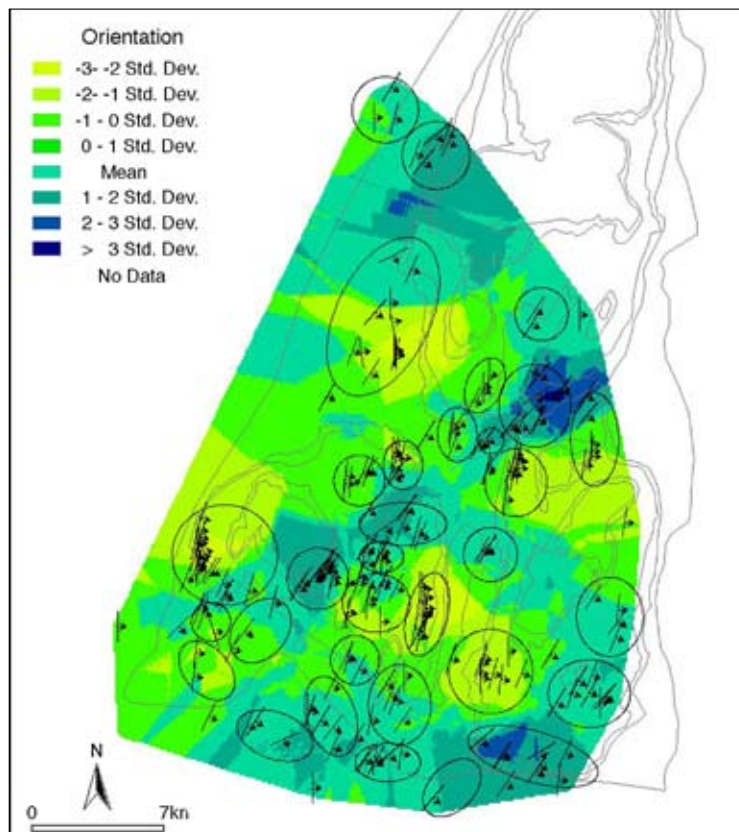 Orientation
-3- -2 Std. Dev.
-2- -1 Std. Dev.
-1 - 0 Std. Dev.
0 - 1 Std. Dev.
Mean
1 - 2 Std. Dev.
2 - 3 Std. Dev.
> 3 Std. Dev.
No Data
N
0 7kn